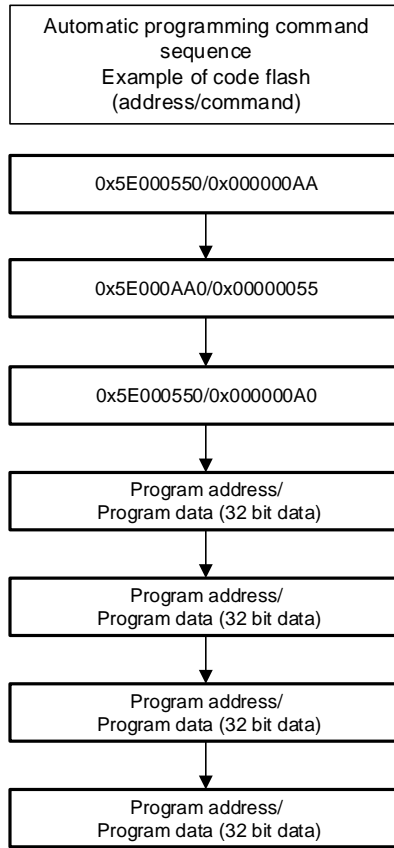 Automatic programming command
sequence
Example of code flash
(address/command)
0x5E000550/0x000000AA
0x5E000AA0/0x00000055
0x5E000550/0x000000A0
Program address/
Program data (32 bit data)
Program address/
Program data (32 bit data)
Program address/
Program data (32 bit data)
Program address/
Program data (32 bit data)